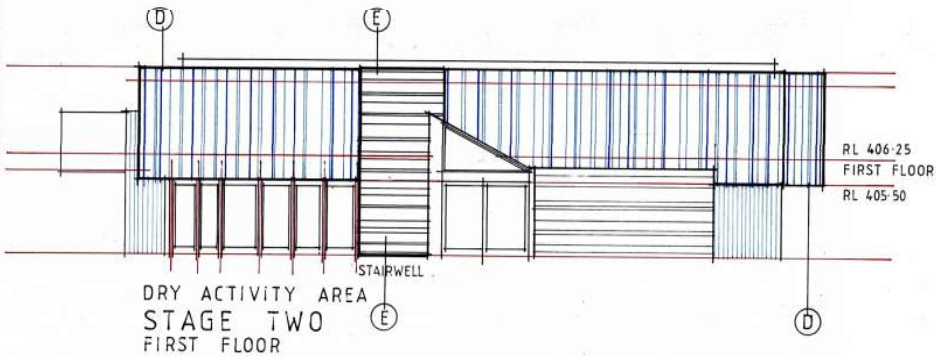 D
E
RL 406·25
FIRST FLOOR
RL 405·50
STAIRWELL
DRY ACTIVITY AREA
STAGE TWO
FIRST FLOOR
E
D